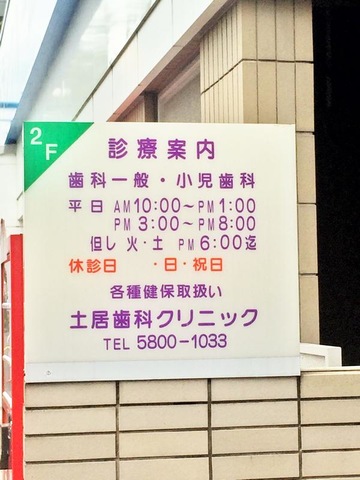 2F
診療案内
歯科一般・小児歯科
平日 AM10:00～PM1:00
PM3:00～PM8:00
但し 火・土 PM6:00迄
休診日 ・日・祝日
各種健保取扱い
土居歯科クリニック
TEL 5800-1033